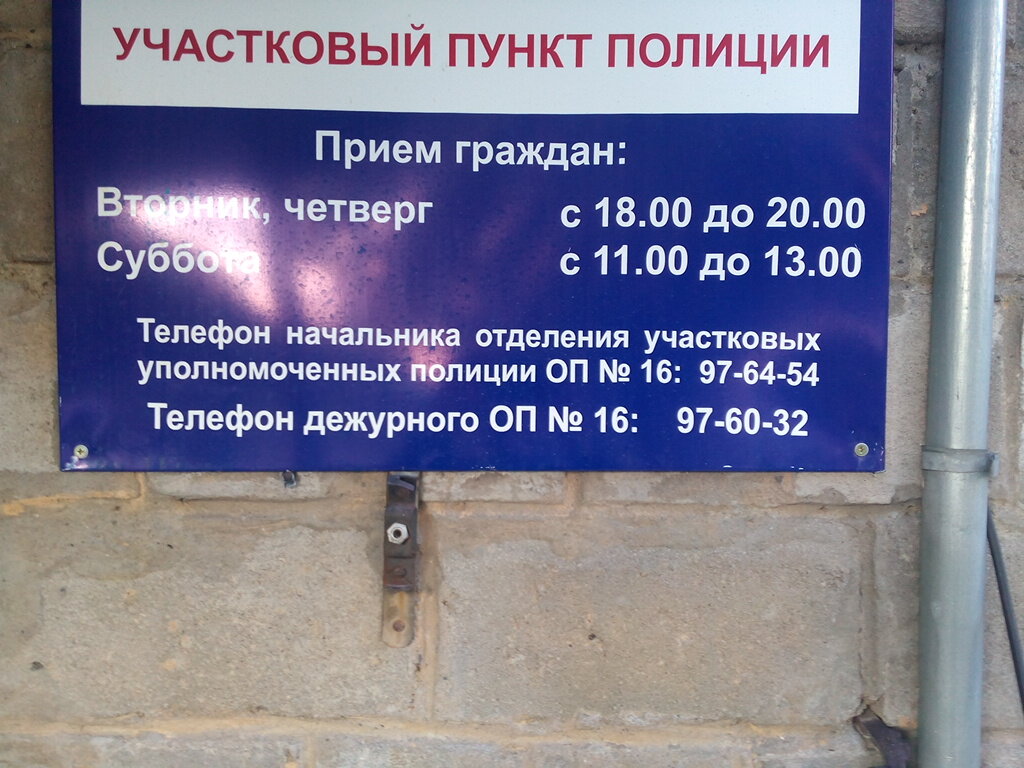 УЧАСТКОВЫЙ ПУНКТ ПОЛИЦИИ
Прием граждан:
Вторник, четверг с 18.00 до 20.00
Суббота с 11.00 до 13.00
Телефон начальника отделения участковых
уполномоченных полиции ОП № 16: 97-64-54
Телефон дежурного ОП № 16: 97-60-32